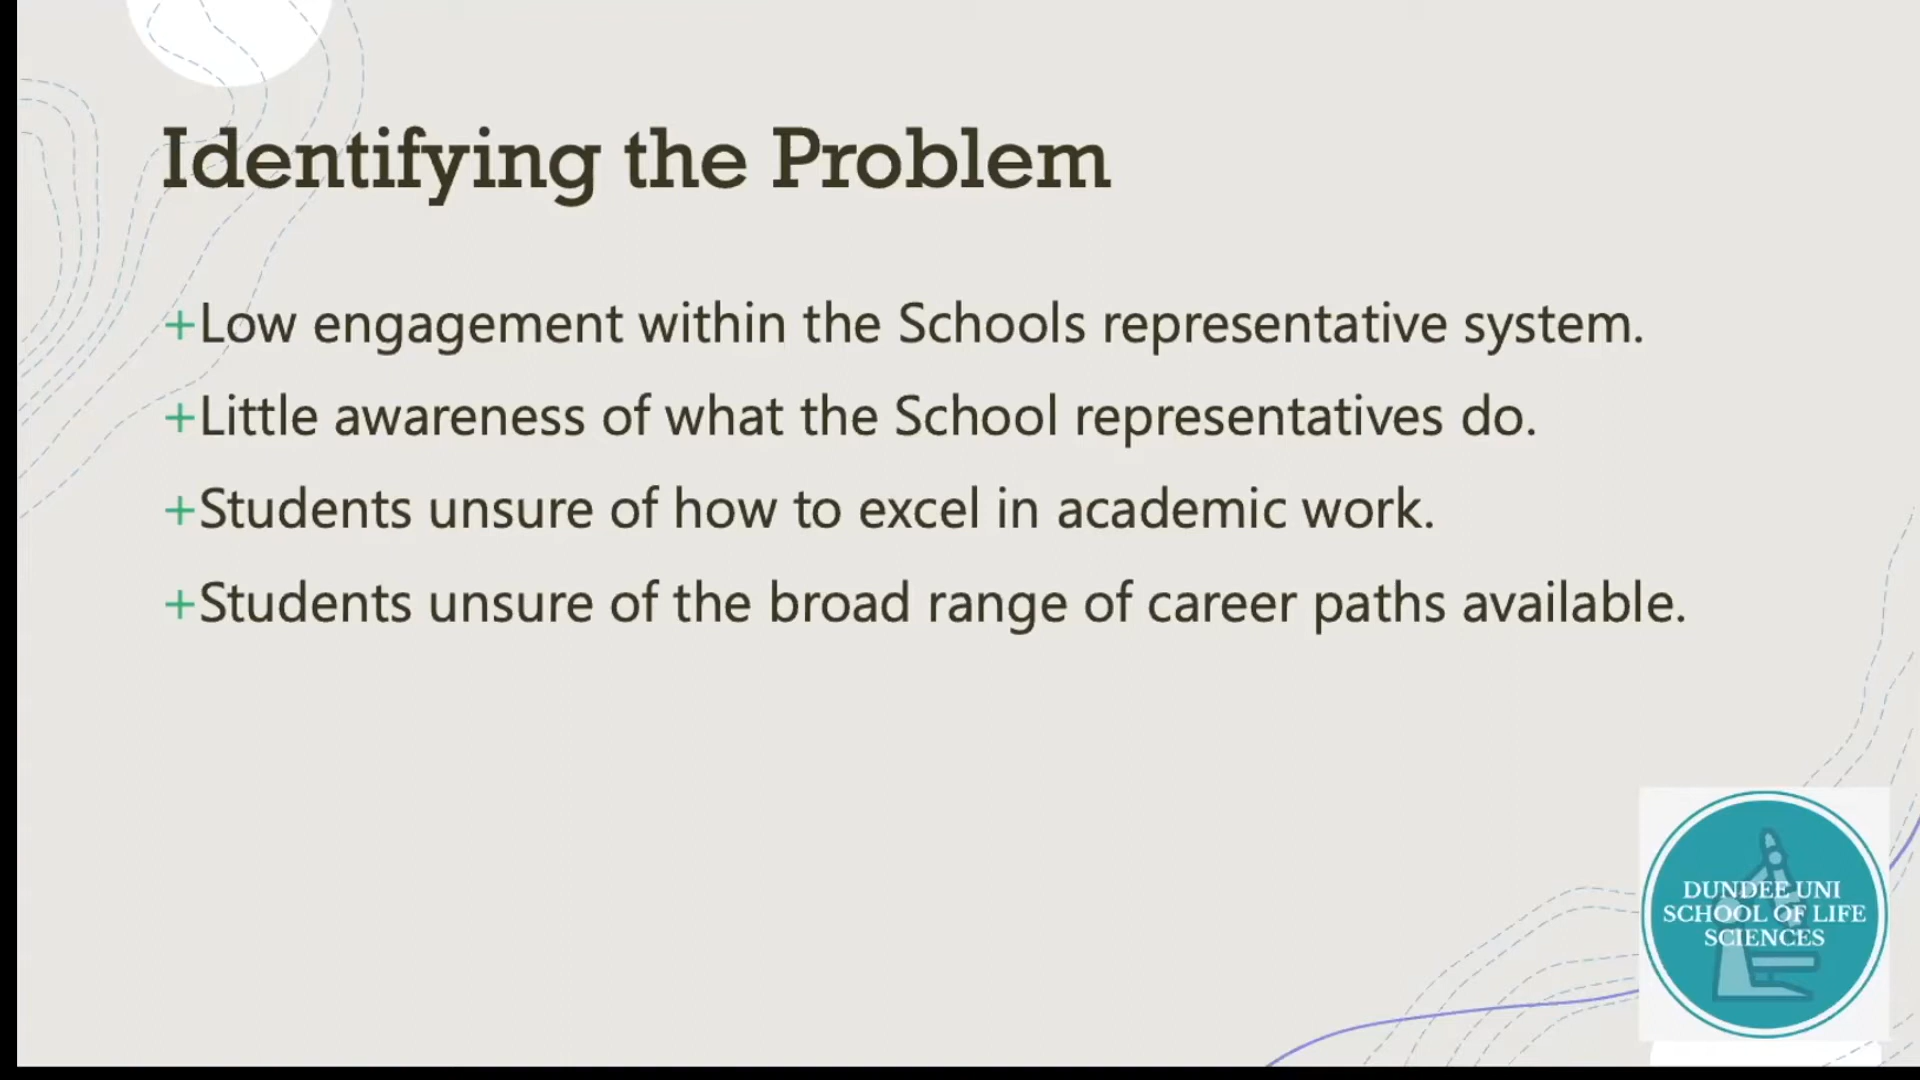 Identifying the Problem
+Low engagement within the Schools representative system.
+Little awareness of what the School representatives do.
+Students unsure of how to excel in academic work.
+Students unsure of the broad range of career paths available.
DUNDEE UNI
SCHOOL OF LIFE
SCIENCES